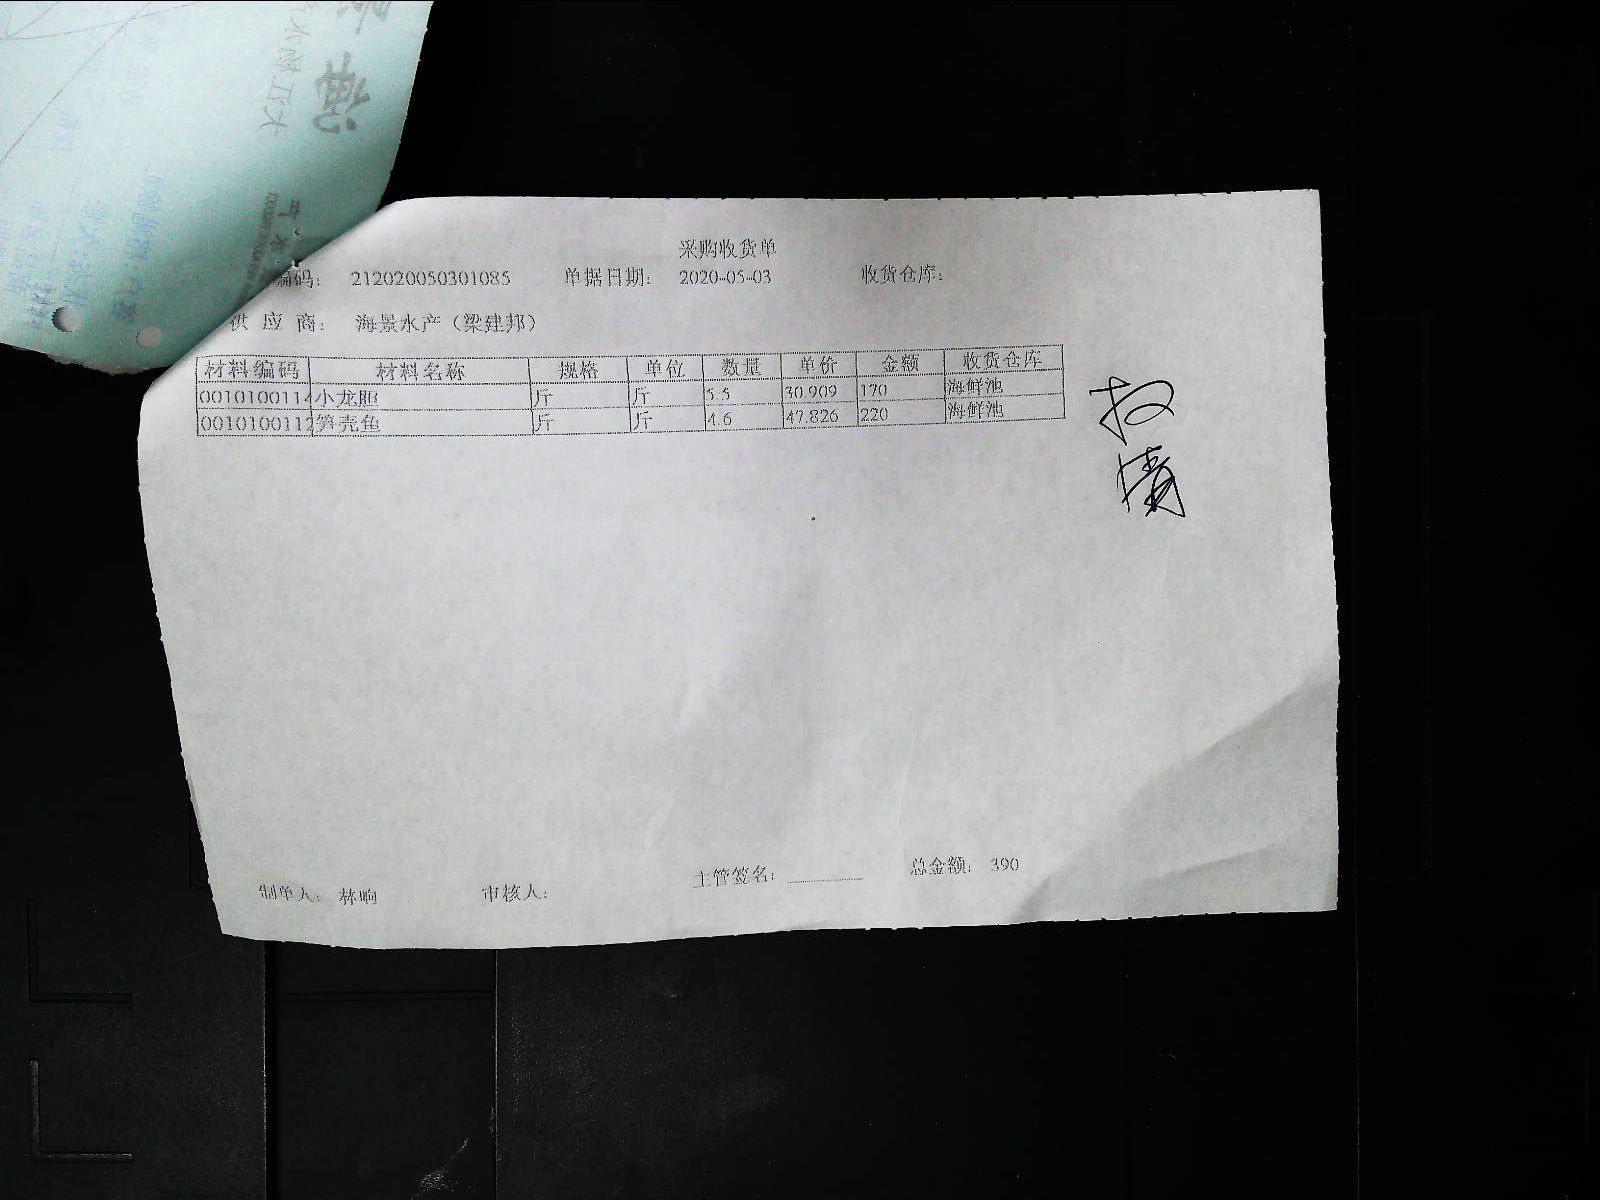 采购收货单
编码： 212020050301085 单据日期： 2020-05-03 收货仓库：
供 应 商： 海景水产（梁建邦）
材料编码 材料名称 规格 单位 数量 单价 金额 收货仓库
0010100114 小龙胆 斤 斤 5.5 30.909 170 海鲜池
0010100112 笋壳鱼 斤 斤 4.6 47.826 220 海鲜池
主管签名： 总金额： 390
制单人： 林响 审核人：